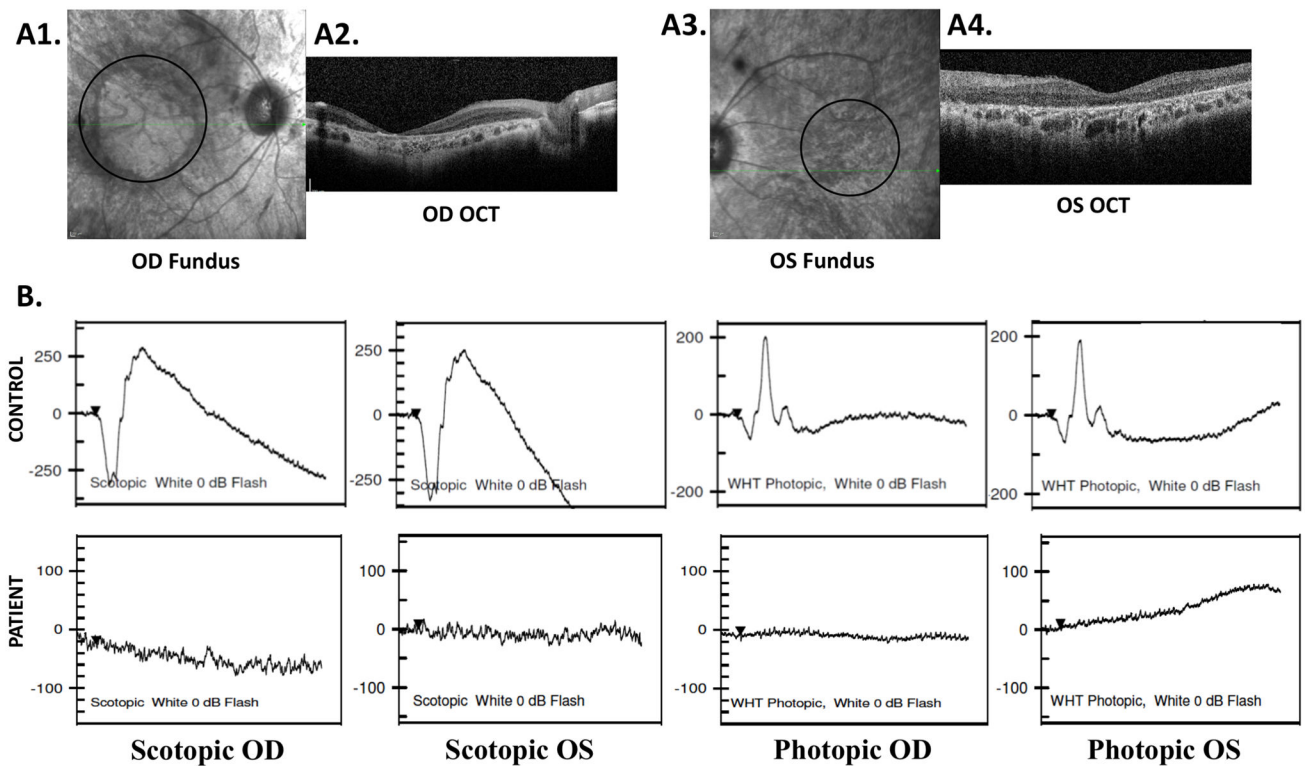 A1.
A2.
A3.
A4.
OD OCT
OS OCT
OD Fundus
OS Fundus
B.
CONTROL
250
0
-250
Scotopic White 0 dB Flash
250
0
-250
Scotopic White 0 dB Flash
200
0
-200
WHT Photopic, White 0 dB Flash
200
0
-200
WHT Photopic, White 0 dB Flash
PATIENT
100
0
-100
Scotopic White 0 dB Flash
100
0
-100
Scotopic White 0 dB Flash
100
0
-100
WHT Photopic, White 0 dB Flash
100
0
-100
WHT Photopic, White 0 dB Flash
Scotopic OD
Scotopic OS
Photopic OD
Photopic OS